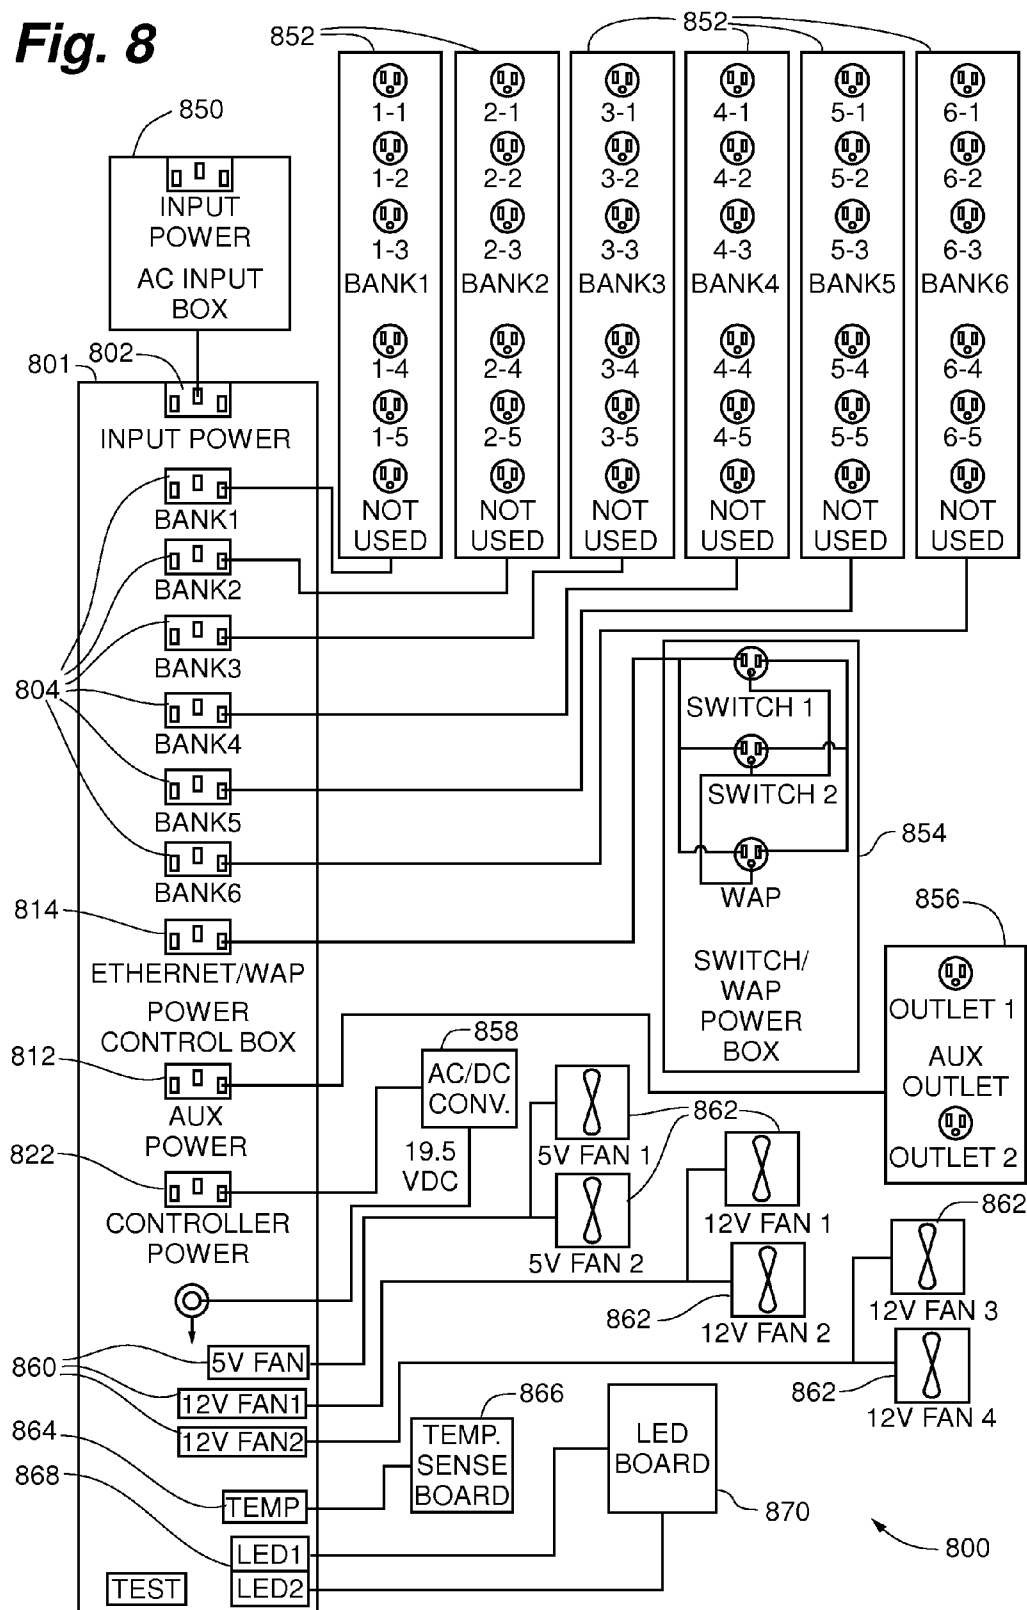 Fig. 8
852
852
852
850
INPUT
POWER
AC INPUT
BOX
1-1
1-2
1-3
BANK1
1-4
1-5
NOT
USED
2-1
2-2
2-3
BANK2
2-4
2-5
NOT
USED
3-1
3-2
3-3
BANK3
3-4
3-5
NOT
USED
4-1
4-2
4-3
BANK4
4-4
4-5
NOT
USED
5-1
5-2
5-3
BANK5
5-4
5-5
NOT
USED
6-1
6-2
6-3
BANK6
6-4
6-5
NOT
USED
801
802
INPUT POWER
BANK1
BANK2
BANK3
804
BANK4
BANK5
BANK6
814
ETHERNET/WAP
POWER
CONTROL BOX
812
AUX
POWER
822
CONTROLLER
POWER
SWITCH 1
SWITCH 2
WAP
SWITCH/
WAP
POWER
BOX
854
856
OUTLET 1
AUX
OUTLET
OUTLET 2
858
AC/DC
CONV.
19.5
VDC
862
5V FAN 1
5V FAN 2
12V FAN 1
862
12V FAN 2
862
12V FAN 3
862
12V FAN 4
860
5V FAN
12V FAN1
12V FAN2
864
868
TEMP
LED1
LED2
TEST
866
TEMP.
SENSE
BOARD
LED
BOARD
870
800